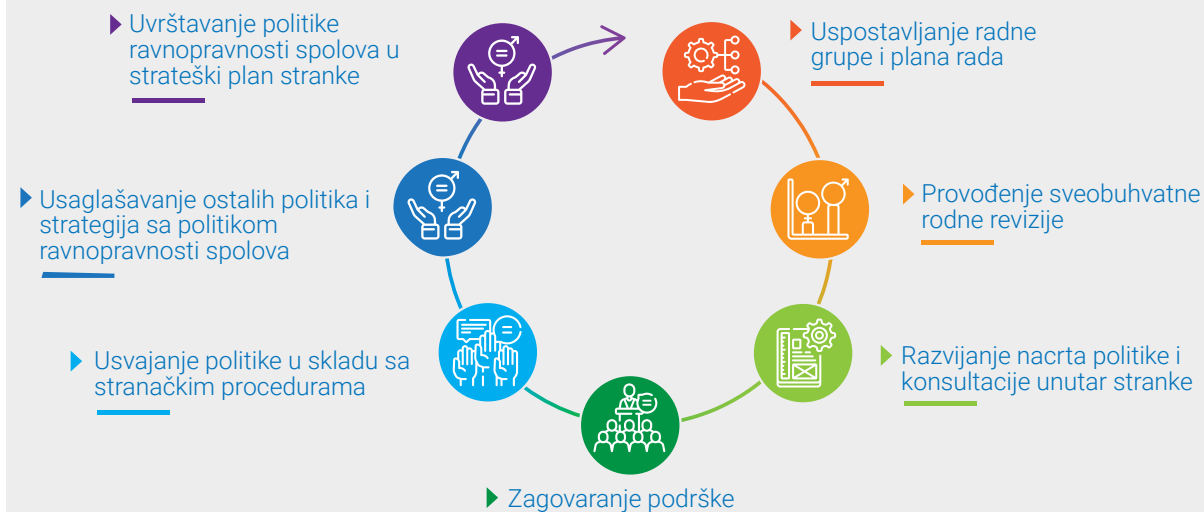 Uvrštavanje politike
ravnopravnosti spolova u
strateški plan stranke
Uspostavljanje radne
grupe i plana rada
Usaglašavanje ostalih politika i
strategija sa politikom
ravnopravnosti spolova
Provođenje sveobuhvatne
rodne revizije
Usvajanje politike u skladu sa
stranačkim procedurama
Razvijanje nacrta politike i
konsultacije unutar stranke
Zagovaranje podrške